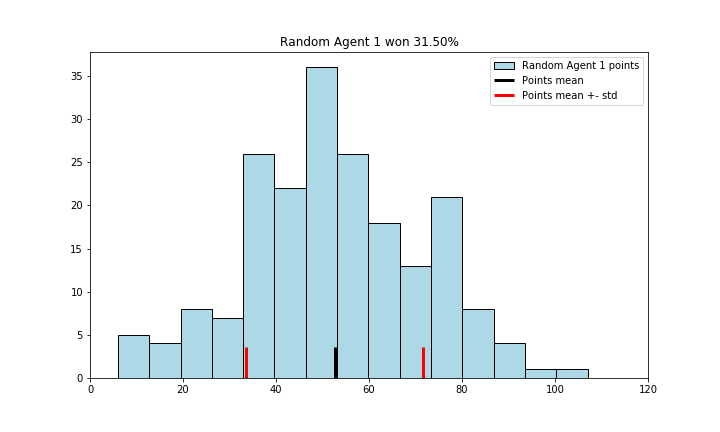 Random Agent 1 won 31.50%
Random Agent 1 points
Points mean
Points mean +- std
35
30
25
20
15
10
5
0
0 20 40 60 80 100 120